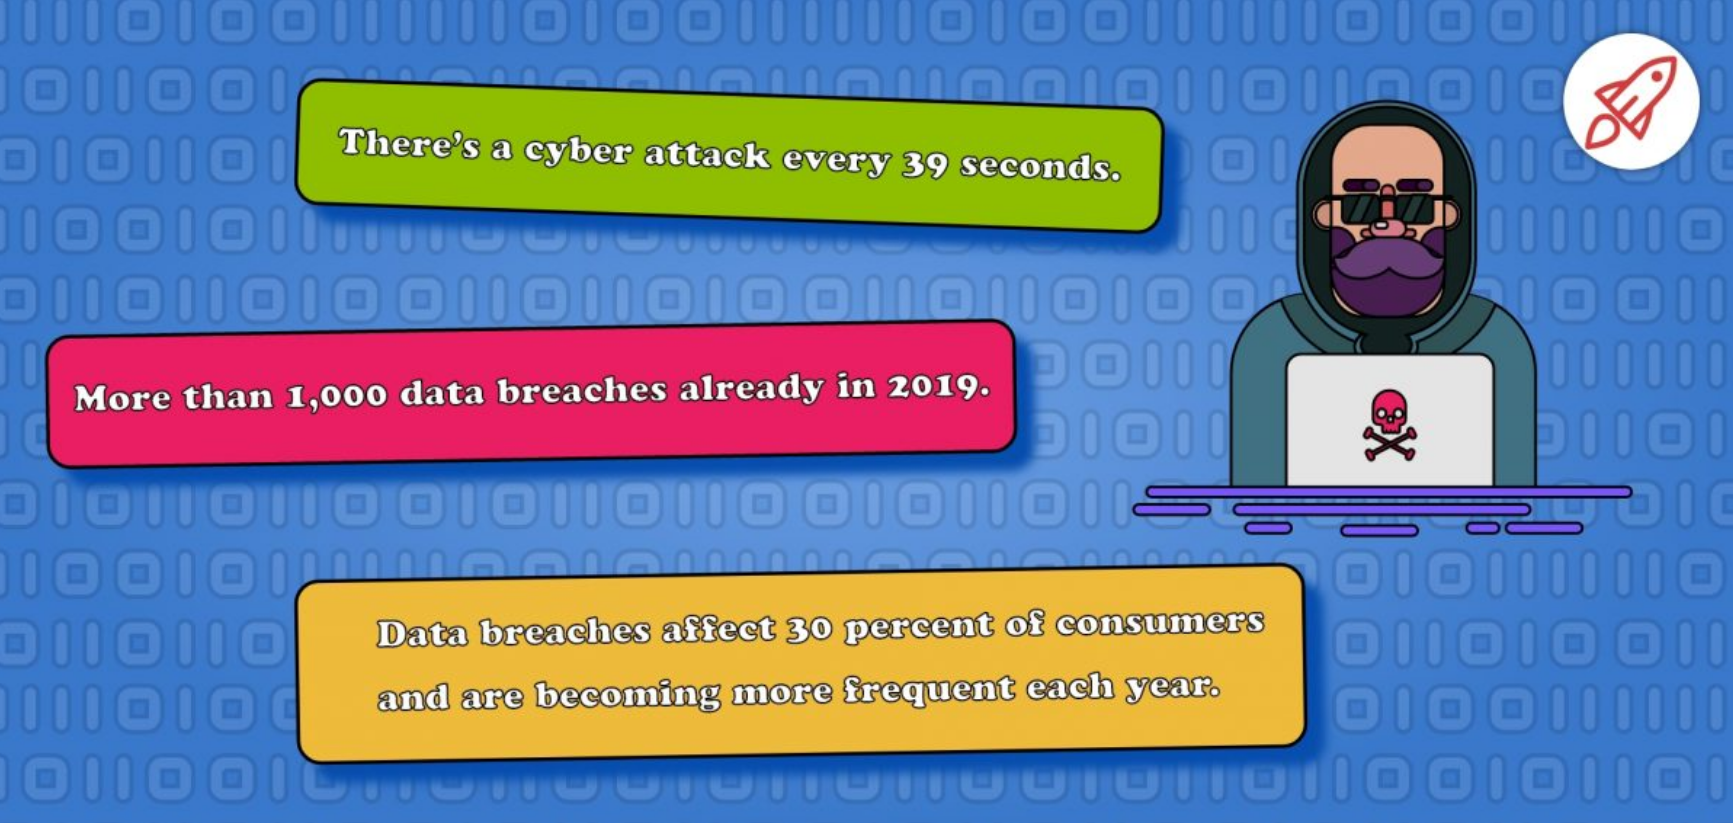 There's a cyber attack every 39 seconds.
More than 1,000 data breaches already in 2019.
Data breaches affect 30 percent of consumers
and are becoming more frequent each year.